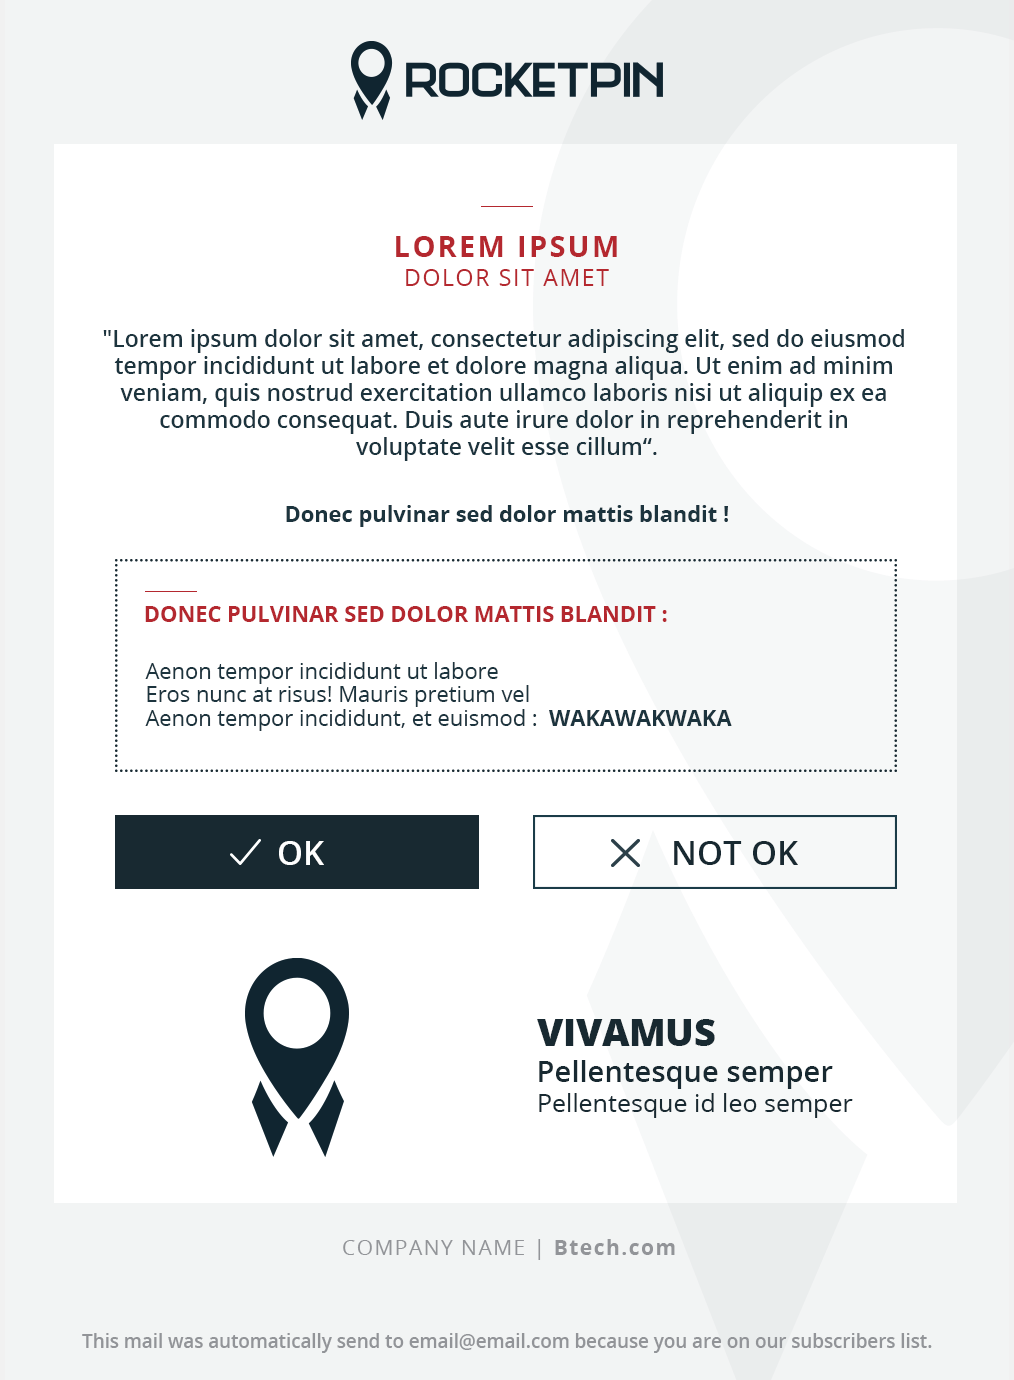 ROCKETPIN
LOREM IPSUM
DOLOR SIT AMET
"Lorem ipsum dolor sit amet, consectetur adipiscing elit, sed do eiusmod
tempor incididunt ut labore et dolore magna aliqua. Ut enim ad minim
veniam, quis nostrud exercitation ullamco laboris nisi ut aliquip ex ea
commodo consequat. Duis aute irure dolor in reprehenderit in
voluptate velit esse cillum“.
Donec pulvinar sed dolor mattis blandit !
DONEC PULVINAR SED DOLOR MATTIS BLANDIT :
Aenon tempor incididunt ut labore
Eros nunc at risus! Mauris pretium vel
Aenon tempor incididunt, et euismod : WAKAWAKWAKA
OK
NOT OK
VIVAMUS
Pellentesque semper
Pellentesque id leo semper
COMPANY NAME | Btech.com
This mail was automatically send to email@email.com because you are on our subscribers list.